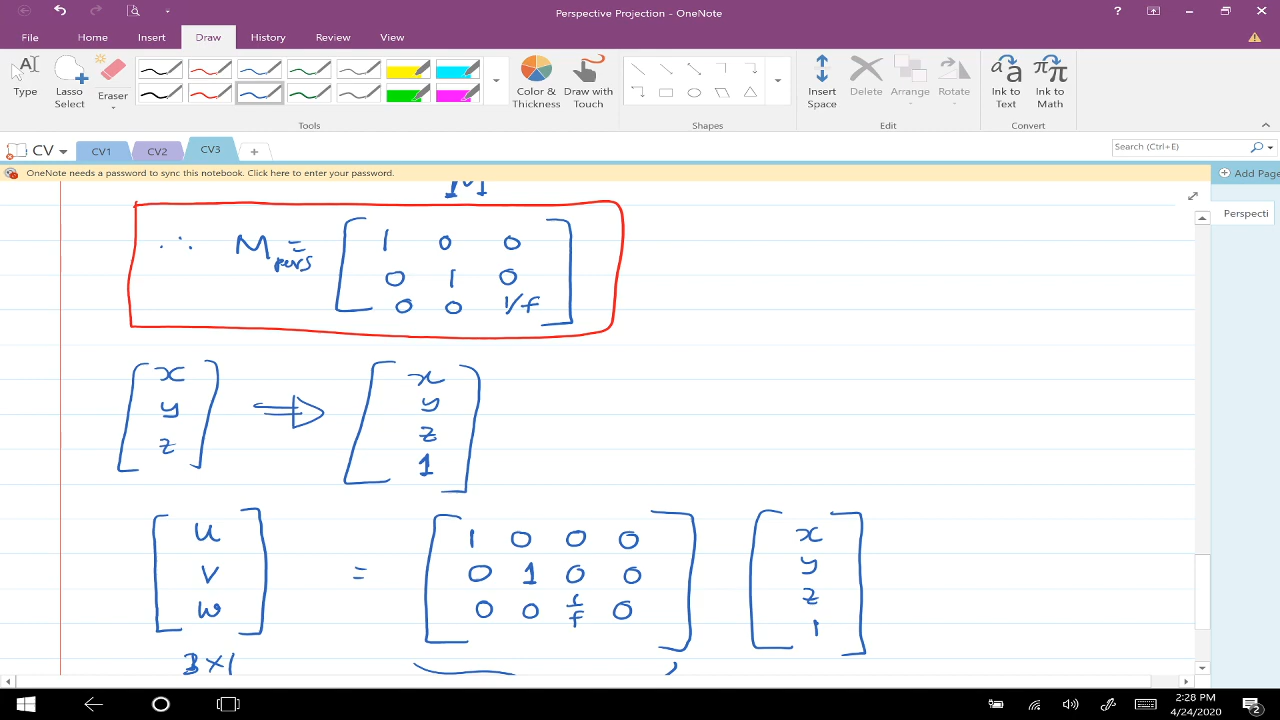 Perspective Projection - OneNote
?
File Home Insert Draw History Review View
Type
Lasso Select
Eraser
Color & Thickness
Draw with Touch
Insert Space
Delete
Arrange
Rotate
Ink to Text
Ink to Math
Tools
Shapes
Edit
Convert
CV CV1 CV2 CV3 +
Search (Ctrl+E)
OneNote needs a password to sync this notebook. Click here to enter your password.
Add Page
Perspecti
M
∴ M pers = [ 1 0 0
0 1 0
0 0 1/f ]
[ x y z ] ⇒ [ x y z 1 ]
[ u v w ] = [ 1 0 0 0
0 1 0 0
0 0 1/f 0 ] [ x y z 1 ]
3×1
2:28 PM
4/24/2020
2